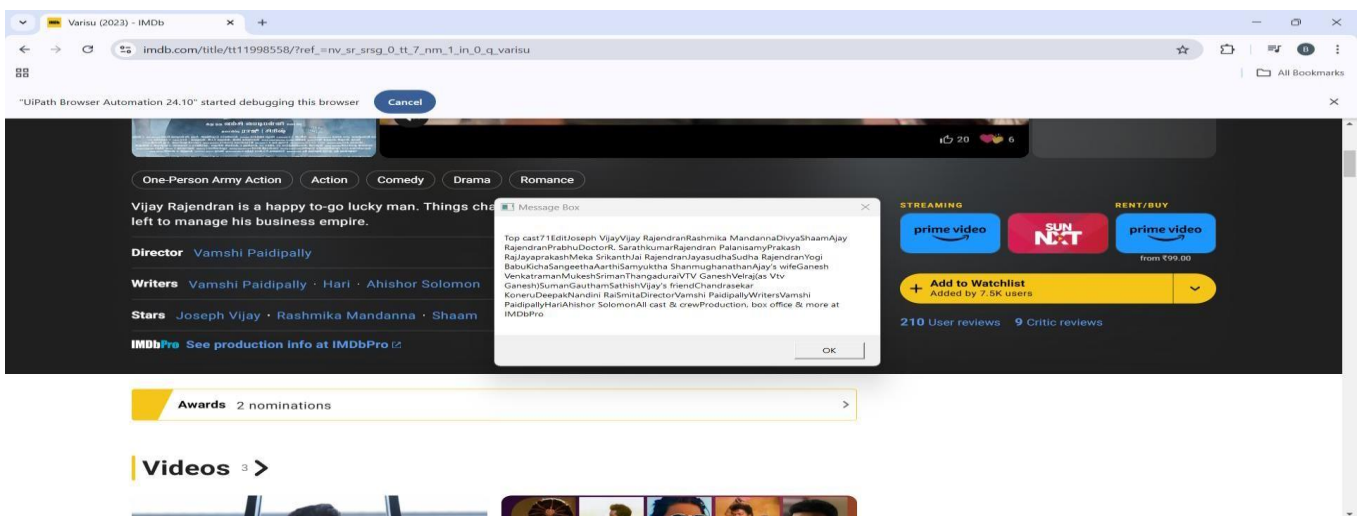 Varisu (2023) - IMDb
imdb.com/title/tt11998558/?ref_=nv_sr_srsg_0_tt_7_nm_1_in_0_q_varisu
B
All Bookmarks
"UiPath Browser Automation 24.10" started debugging this browser
Cancel
20 6
One-Person Army Action Action Comedy Drama Romance
Vijay Rajendran is a happy to-go lucky man. Things cha
left to manage his business empire.
Director Vamshi Paidipally
Writers Vamshi Paidipally · Hari · Ahishor Solomon
Stars Joseph Vijay · Rashmika Mandanna · Shaam
IMDbPro See production info at IMDbPro
Message Box
Top cast71EditJoseph VijayVijay RajendranRashmika MandannaDivyaShaamAjay
RajendranPrabhuDoctorR. SarathkumarRajendran PalanisamyPrakash
RajJayaprakashMeka SrikanthJai RajendranJayasudhaSudha RajendranYogi
BabuKichaSangeethaAarthiSamyuktha ShanmughanathanAjay's wifeGanesh
VenkatramanMukeshSrimanThangaduraiVTV GaneshVelraj(as Vtv
Ganesh)SumanGauthamSathishVijay's friendChandrasekar
KoneruDeepakNandini RaiSmitaDirectorVamshi PaidipallyWritersVamshi
PaidipallyHariAhishor SolomonAll cast & crewProduction, box office & more at
IMDbPro
OK
STREAMING RENT/BUY
prime video SUN NXT prime video
from ₹99.00
Add to Watchlist
Added by 7.5K users
210 User reviews 9 Critic reviews
Awards 2 nominations
Videos 3